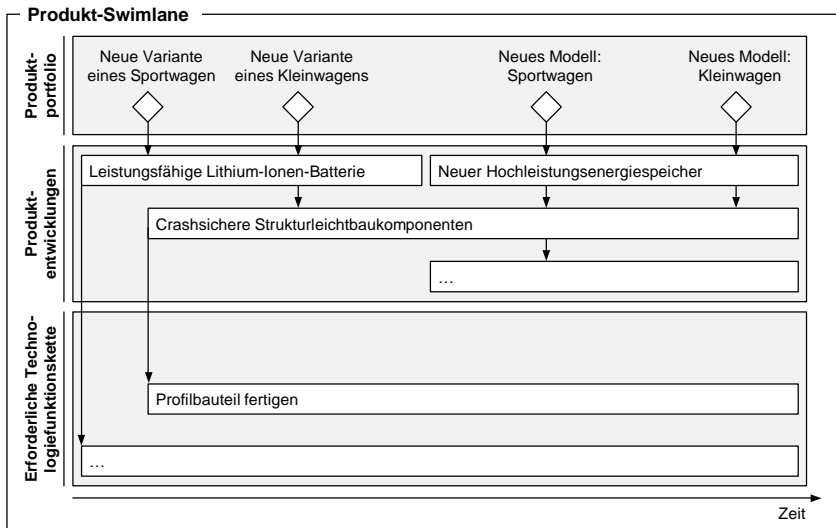 Produkt-Swimlane
Produkt-
portfolio
Neue Variante
eines Sportwagen
Neue Variante
eines Kleinwagens
Neues Modell:
Sportwagen
Neues Modell:
Kleinwagen
Produkt-
entwicklungen
Leistungsfähige Lithium-Ionen-Batterie
Neuer Hochleistungsenergiespeicher
Crashsichere Strukturleichtbaukomponenten
…
Erforderliche Techno-
logiefunktionskette
Profilbauteil fertigen
…
Zeit